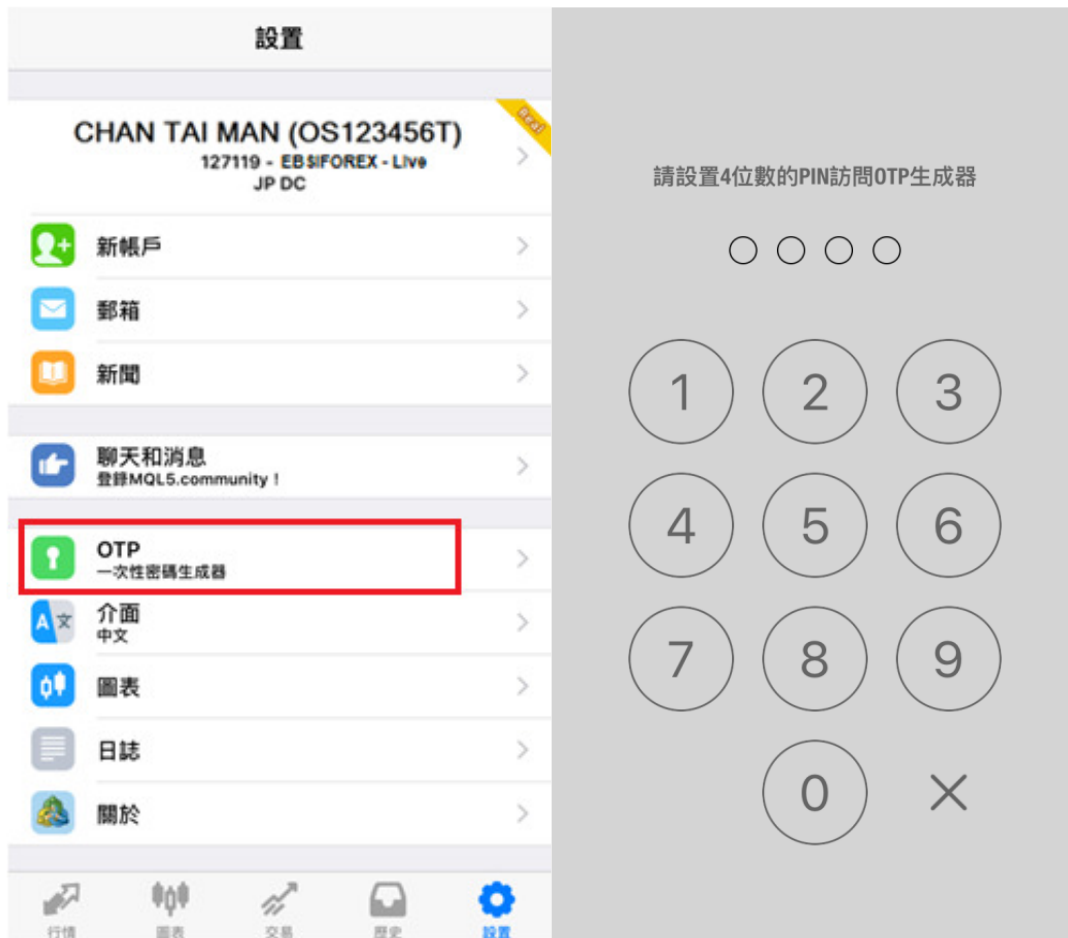 設置
CHAN TAI MAN (OS123456T)
127119 - EBSIFOREX - Live
JP DC
Real
新帳戶
郵箱
新聞
聊天和消息
登錄MQL5.community！
OTP
一次性密碼生成器
A 文
介面
中文
圖表
日誌
關於
行情
圖表
交易
歷史
設置
請設置4位數的PIN訪問OTP生成器
1 2 3
4 5 6
7 8 9
0